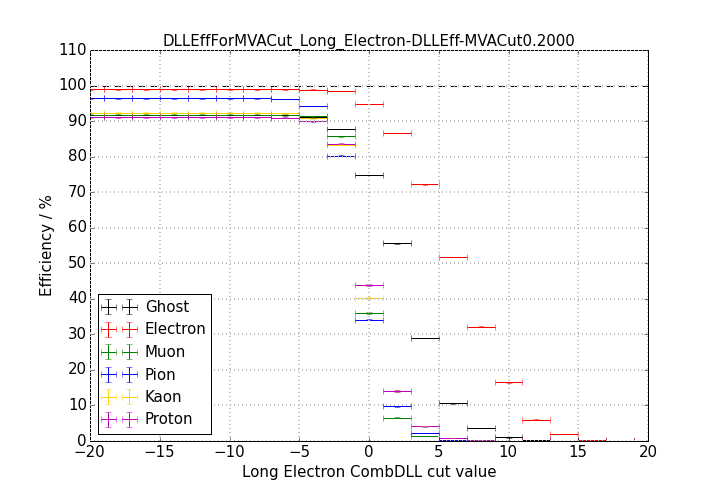 DLLEffForMVACut_Long_Electron-DLLEff-MVACut0.2000
110
100
90
80
70
60
50
40
30
20
10
0
Efficiency / %
Ghost
Electron
Muon
Pion
Kaon
Proton
−20 −15 −10 −5 0 5 10 15 20
Long Electron CombDLL cut value